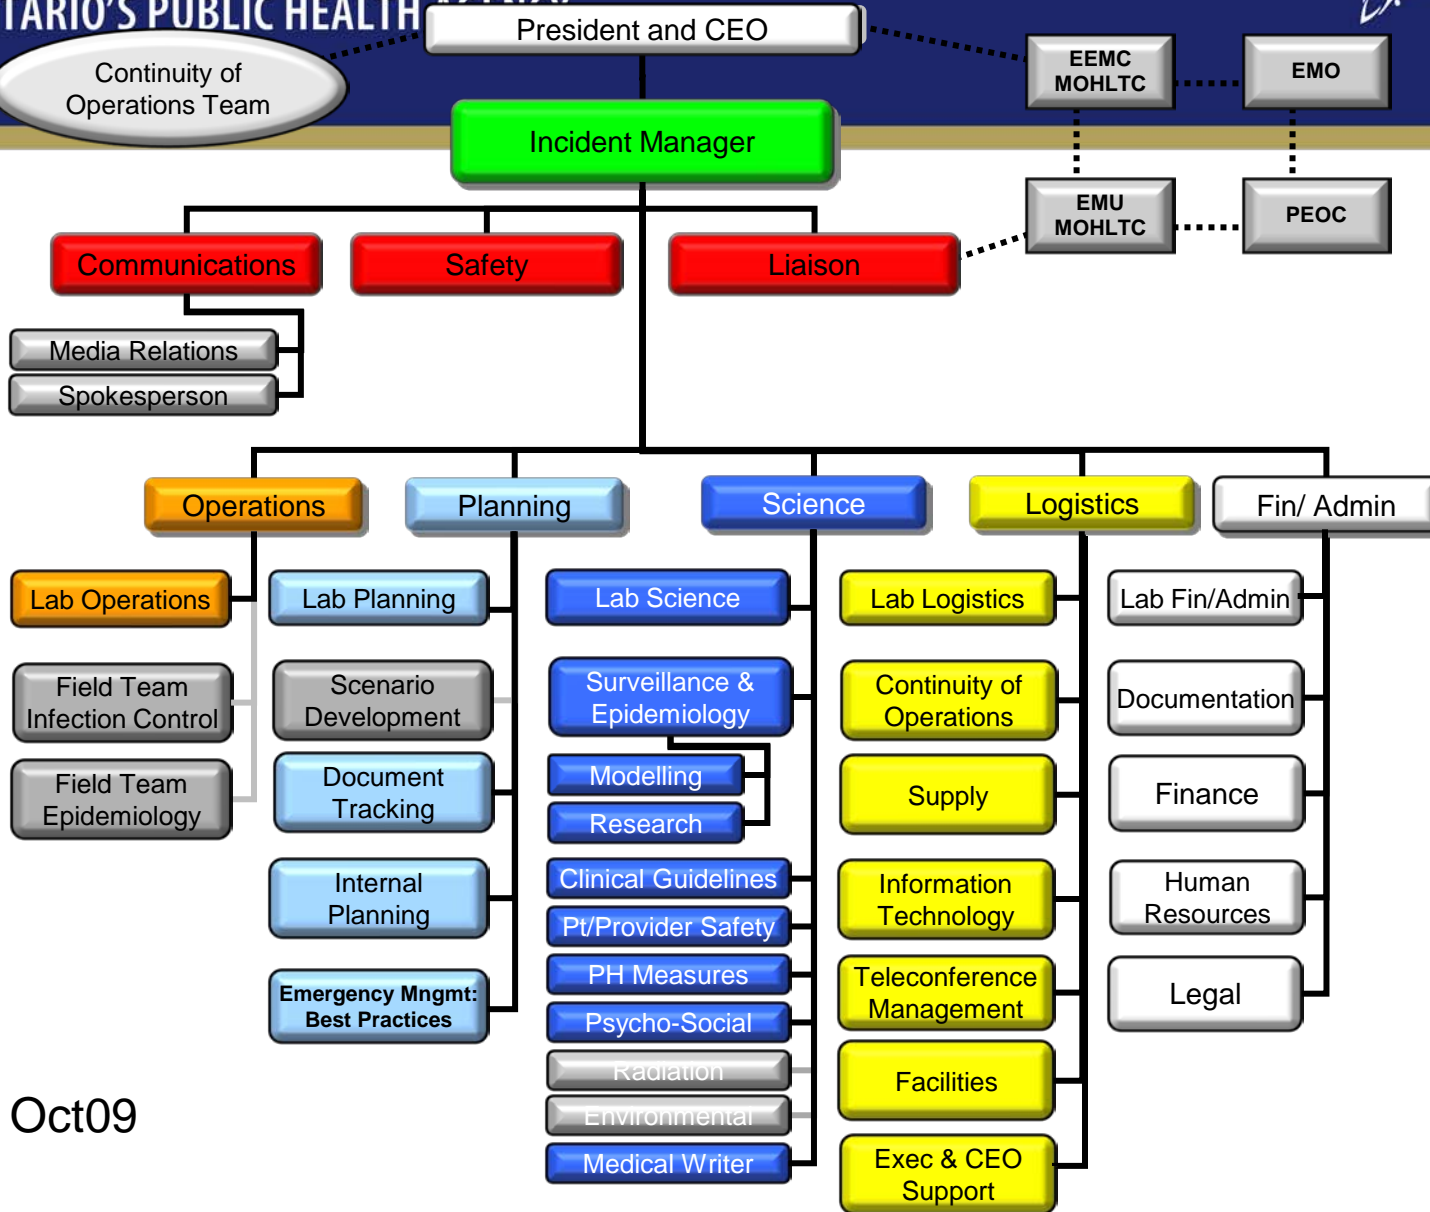 TARIO'S PUBLIC HEALTH
President and CEO
Continuity of
Operations Team
EEMC
MOHLTC
EMO
Incident Manager
EMU
MOHLTC
PEOC
Communications
Safety
Liaison
Media Relations
Spokesperson
Operations
Planning
Science
Logistics
Fin/ Admin
Lab Operations
Field Team
Infection Control
Field Team
Epidemiology
Lab Planning
Scenario
Development
Document
Tracking
Internal
Planning
Emergency Mngmt:
Best Practices
Lab Science
Surveillance &
Epidemiology
Modelling
Research
Clinical Guidelines
Pt/Provider Safety
PH Measures
Psycho-Social
Radiation
Environmental
Medical Writer
Lab Logistics
Continuity of
Operations
Supply
Information
Technology
Teleconference
Management
Facilities
Exec & CEO
Support
Lab Fin/Admin
Documentation
Finance
Human
Resources
Legal
Oct09